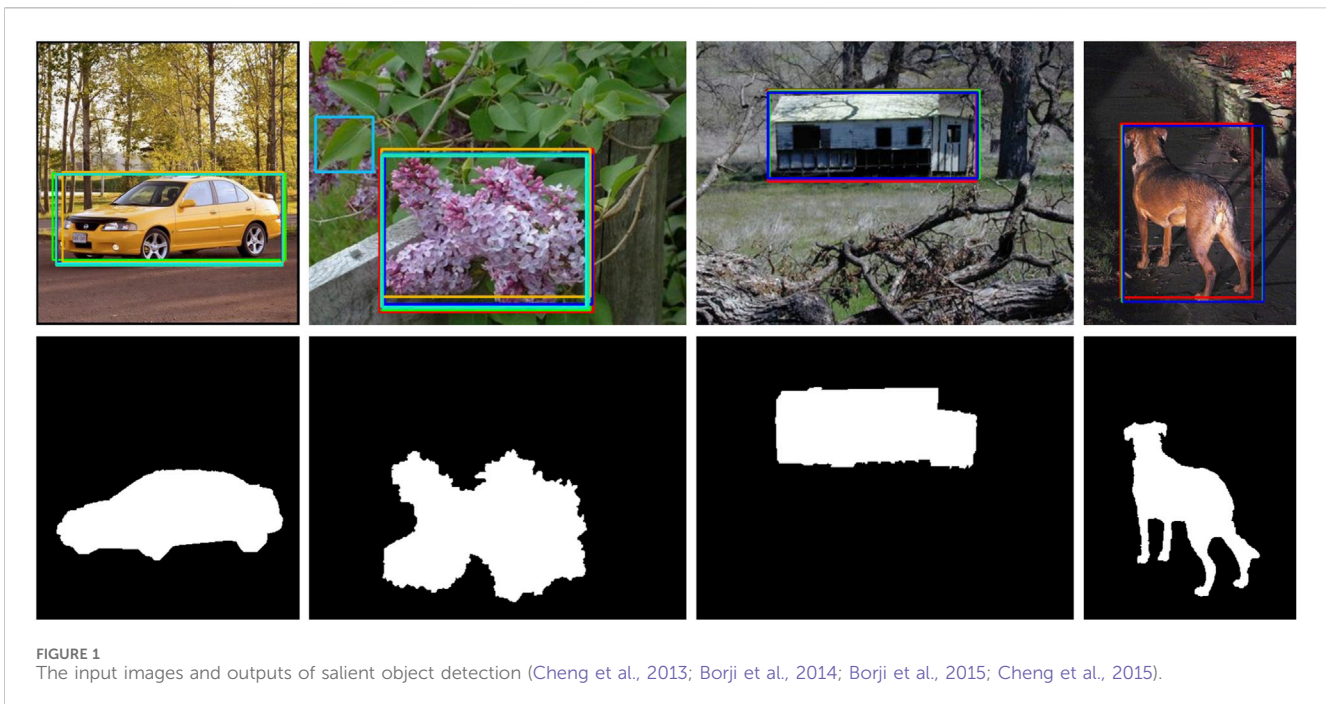 FIGURE 1
The input images and outputs of salient object detection (Cheng et al., 2013; Borji et al., 2014; Borji et al., 2015; Cheng et al., 2015).